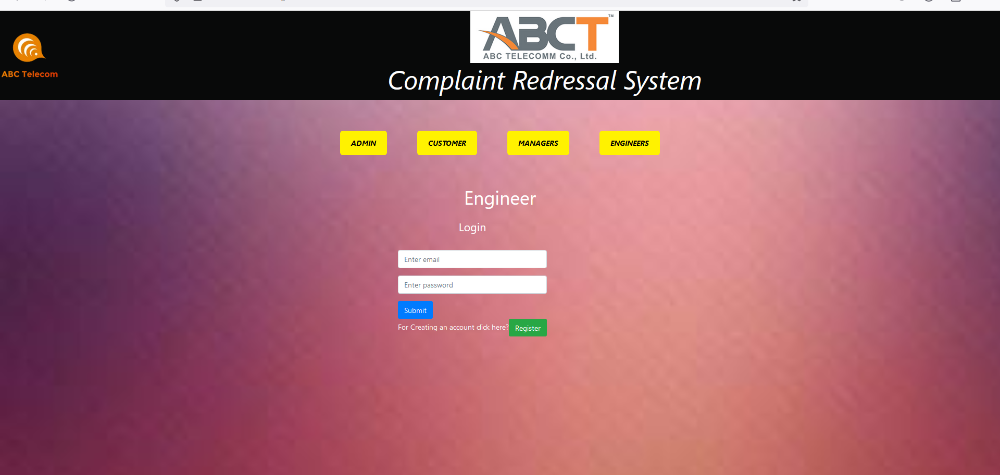 ABC Telecom
ABCT™
ABC TELECOMM Co., Ltd.
Complaint Redressal System
ADMIN CUSTOMER MANAGERS ENGINEERS
Engineer
Login
Enter email
Enter password
Submit
For Creating an account click here? Register